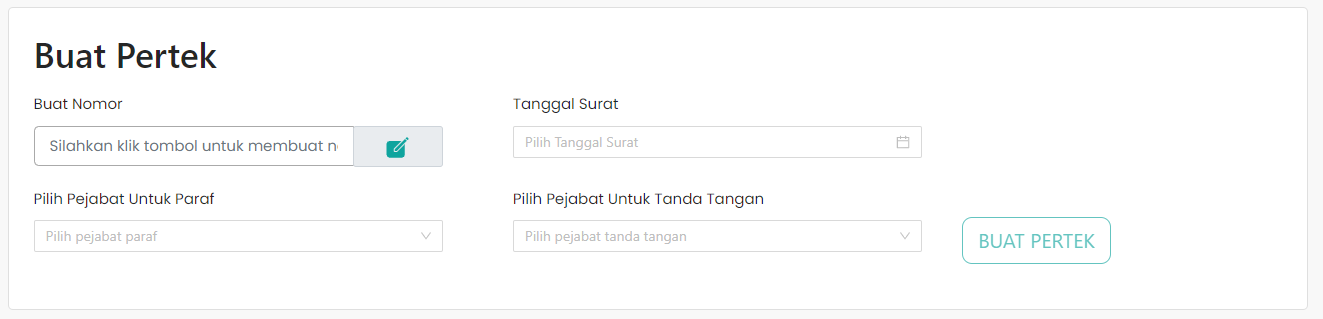 Buat Pertek
Buat Nomor
Tanggal Surat
Silahkan klik tombol untuk membuat
Pilih Tanggal Surat
Pilih Pejabat Untuk Paraf
Pilih Pejabat Untuk Tanda Tangan
Pilih pejabat paraf
Pilih pejabat tanda tangan
BUAT PERTEK